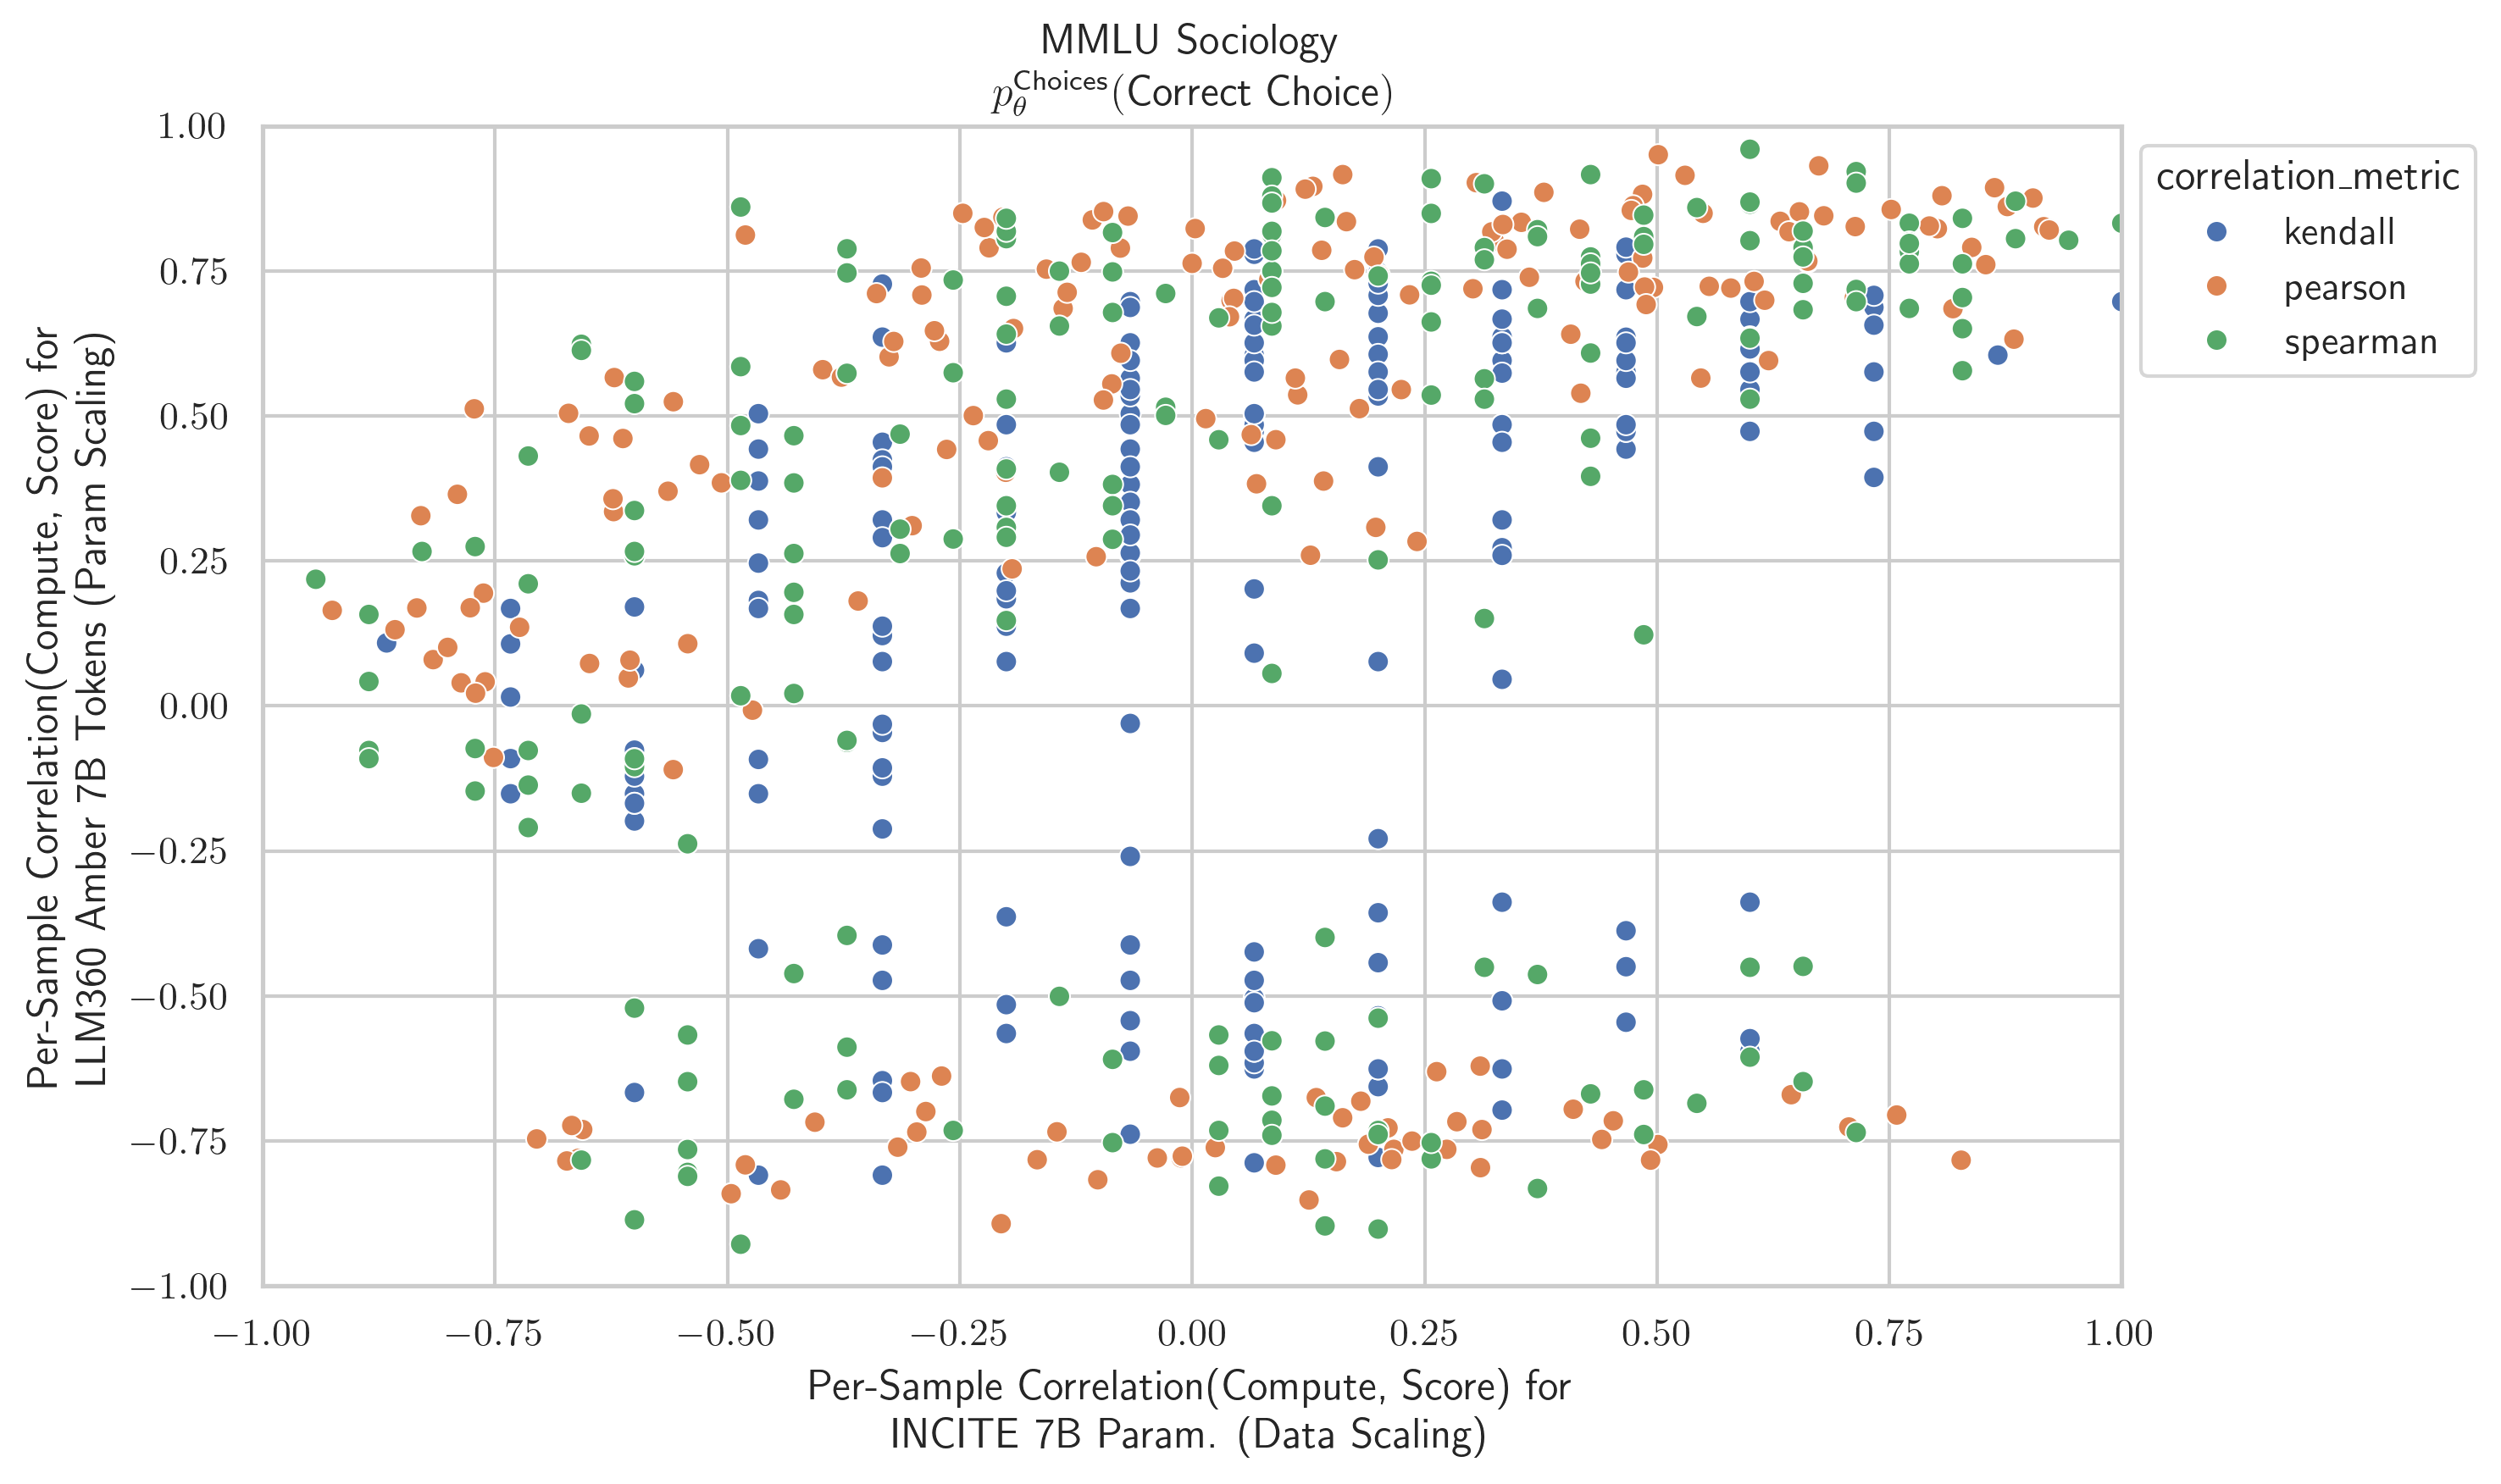 MMLU Sociology
p_θ^Choices(Correct Choice)
1.00
0.75
0.50
0.25
0.00
−0.25
−0.50
−0.75
−1.00
Per-Sample Correlation(Compute, Score) for
LLM360 Amber 7B Tokens (Param Scaling)
−1.00 −0.75 −0.50 −0.25 0.00 0.25 0.50 0.75 1.00
Per-Sample Correlation(Compute, Score) for
INCITE 7B Param. (Data Scaling)
correlation_metric
kendall
pearson
spearman